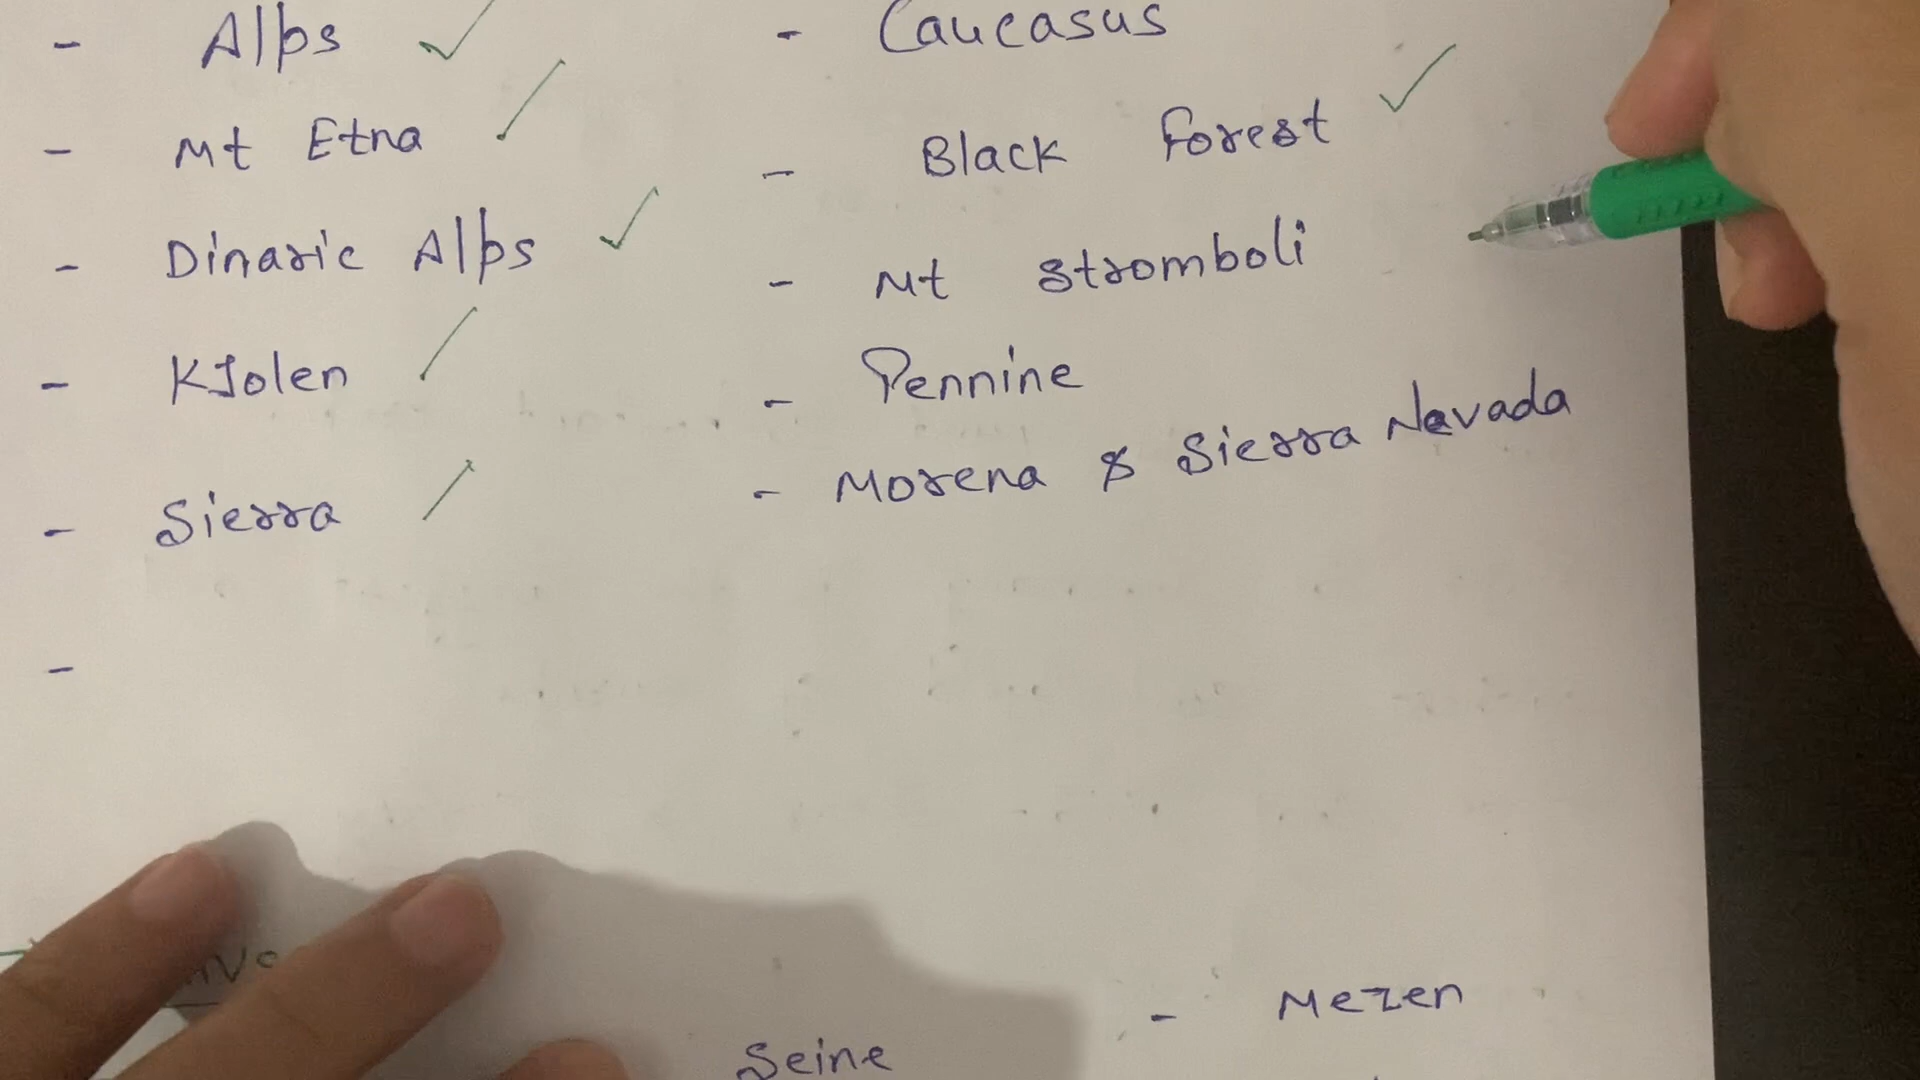 - Alps ✓
- Mt Etna
- Dinaric Alps ✓
- KJolen
- Sierra
-
- Caucasus
- Black Forest ✓
- Mt Stromboli
- Pennine
- Morena & Sierra Nevada
Seine
- Mezen